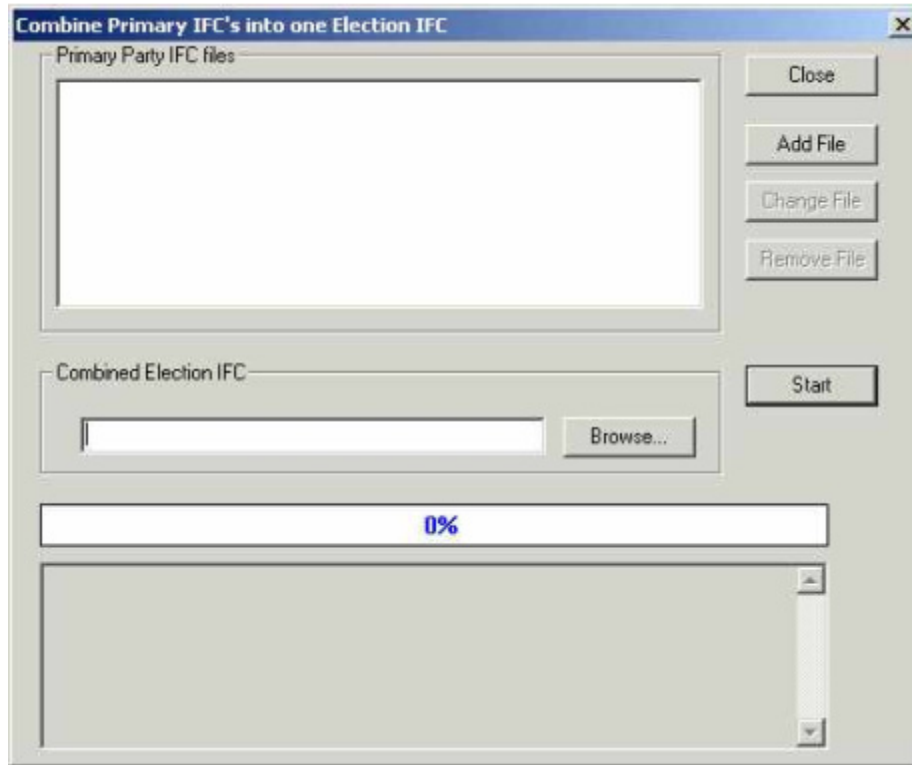 Combine Primary IFC's into one Election IFC
Primary Party IFC files
Close
Add File
Change File
Remove File
Combined Election IFC
Start
Browse...
0%